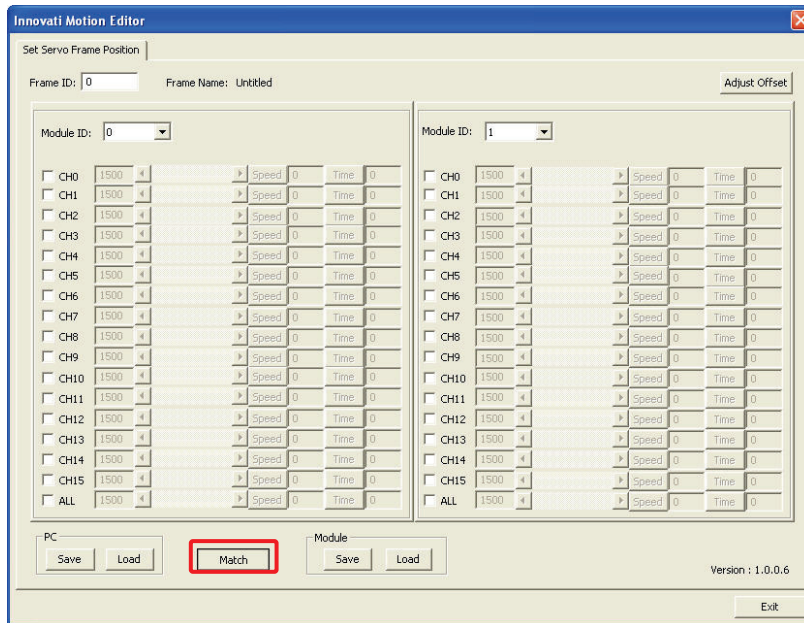 Innovati Motion Editor
Set Servo Frame Position
Frame ID: 0 Frame Name: Untitled Adjust Offset
Module ID: 0 Module ID: 1
CH0 1500 Speed 0 Time 0 CH0 1500 Speed 0 Time 0
CH1 1500 Speed 0 Time 0 CH1 1500 Speed 0 Time 0
CH2 1500 Speed 0 Time 0 CH2 1500 Speed 0 Time 0
CH3 1500 Speed 0 Time 0 CH3 1500 Speed 0 Time 0
CH4 1500 Speed 0 Time 0 CH4 1500 Speed 0 Time 0
CH5 1500 Speed 0 Time 0 CH5 1500 Speed 0 Time 0
CH6 1500 Speed 0 Time 0 CH6 1500 Speed 0 Time 0
CH7 1500 Speed 0 Time 0 CH7 1500 Speed 0 Time 0
CH8 1500 Speed 0 Time 0 CH8 1500 Speed 0 Time 0
CH9 1500 Speed 0 Time 0 CH9 1500 Speed 0 Time 0
CH10 1500 Speed 0 Time 0 CH10 1500 Speed 0 Time 0
CH11 1500 Speed 0 Time 0 CH11 1500 Speed 0 Time 0
CH12 1500 Speed 0 Time 0 CH12 1500 Speed 0 Time 0
CH13 1500 Speed 0 Time 0 CH13 1500 Speed 0 Time 0
CH14 1500 Speed 0 Time 0 CH14 1500 Speed 0 Time 0
CH15 1500 Speed 0 Time 0 CH15 1500 Speed 0 Time 0
ALL 1500 Speed 0 Time 0 ALL 1500 Speed 0 Time 0
PC Module
Save Load Match Save Load
Version : 1.0.0.6
Exit